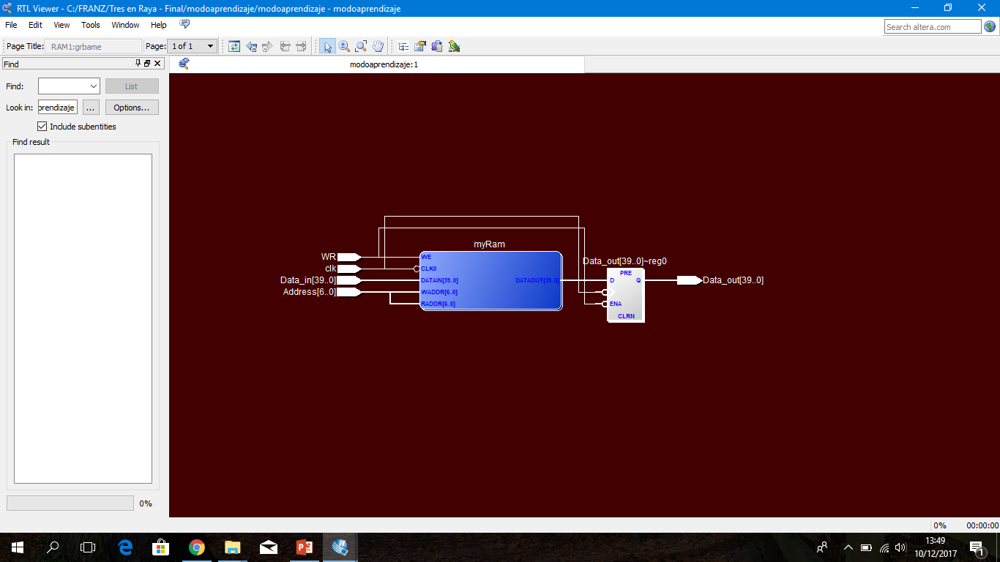 RTL Viewer - C:/FRANZ/Tres en Raya - Final/modoaprendizaje/modoaprendizaje - modoaprendizaje
File Edit View Tools Window Help
Search altera.com
Page Title: RAM1:grbame Page: 1 of 1
Find
modoaprendizaje:1
Find: List
Look in: prendizaje ... Options...
Include subentities
Find result
myRam
WR
clk
Data_in[39..0]
Address[6..0]
WE
CLK0
DATAIN[39..0] DATAOUT[39..0]
WADDR[6..0]
RADDR[6..0]
Data_out[39..0]~reg0
PRE
D Q
ENA
CLRN
Data_out[39..0]
0%
0% 00:00:00
13:49
10/12/2017
1